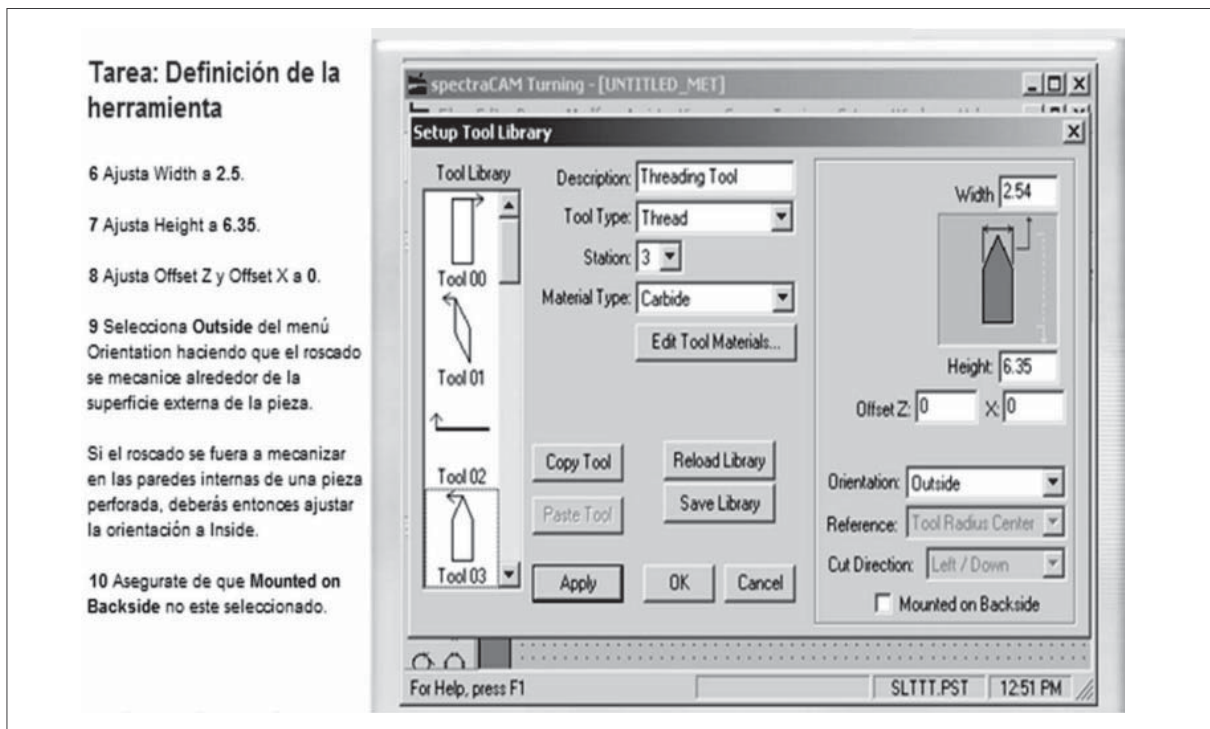 Tarea: Definición de la
herramienta
6 Ajusta Width a 2.5.
7 Ajusta Height a 6.35.
8 Ajusta Offset Z y Offset X a 0.
9 Selecciona Outside del menú
Orientation haciendo que el roscado
se mecanice alrededor de la
superficie externa de la pieza.
Si el roscado se fuera a mecanizar
en las paredes internas de una pieza
perforada, deberás entonces ajustar
la orientación a Inside.
10 Asegurate de que Mounted on
Backside no este seleccionado.
spectraCAM Turning - [UNTITLED_MET]
Setup Tool Library
Tool Library
Tool 00
Tool 01
Tool 02
Tool 03
Description: Threading Tool
Tool Type: Thread
Station: 3
Material Type: Carbide
Edit Tool Materials...
Copy Tool
Reload Library
Paste Tool
Save Library
Apply
OK
Cancel
Width 2.54
Height: 6.35
Offset Z: 0 X: 0
Orientation: Outside
Reference: Tool Radius Center
Cut Direction: Left / Down
Mounted on Backside
For Help, press F1
SLTTT.PST
12:51 PM